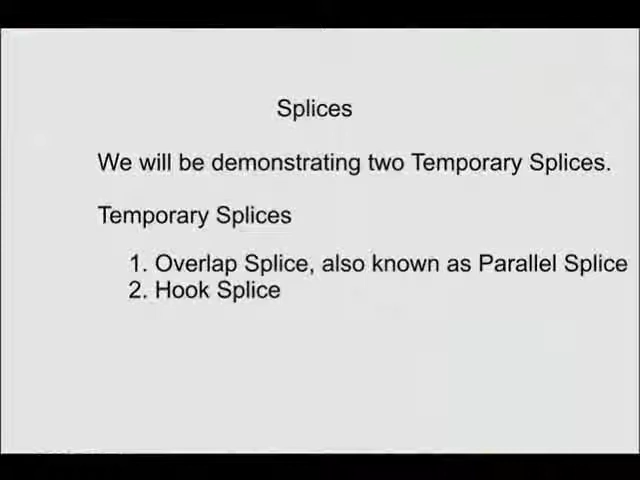 Splices
We will be demonstrating two Temporary Splices.
Temporary Splices
1. Overlap Splice, also known as Parallel Splice
2. Hook Splice